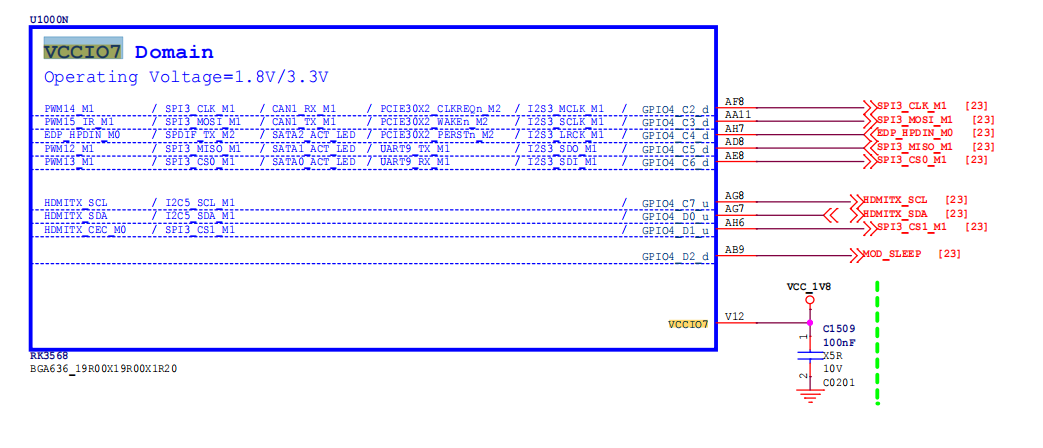 U1000N
VCCIO7 Domain
Operating Voltage=1.8V/3.3V
PWM14_M1 / SPI3_CLK_M1 / CAN1_RX_M1 / PCIE30X2_CLKREQn_M2 / I2S3_MCLK_M1 / GPIO4_C2_d AF8 SPI3_CLK_M1 [23]
PWM15_IR_M1 / SPI3_MOSI_M1 / CAN1_TX_M1 / PCIE30X2_WAKEn_M2 / I2S3_SCLK_M1 / GPIO4_C3_d AA11 SPI3_MOSI_M1 [23]
EDP_HPDIN_M0 / SPDIF_TX_M2 / SATA2_ACT_LED / PCIE30X2_PERSTn_M2 / I2S3_LRCK_M1 / GPIO4_C4_d AH7 EDP_HPDIN_M0 [23]
PWM12_M1 / SPI3_MISO_M1 / SATA1_ACT_LED / UART9_TX_M1 / I2S3_SDO_M1 / GPIO4_C5_d AD8 SPI3_MISO_M1 [23]
PWM13_M1 / SPI3_CS0_M1 / SATA0_ACT_LED / UART9_RX_M1 / I2S3_SDI_M1 / GPIO4_C6_d AE8 SPI3_CS0_M1 [23]
HDMITX_SCL / I2C5_SCL_M1 / GPIO4_C7_u AG8 HDMITX_SCL [23]
HDMITX_SDA / I2C5_SDA_M1 / GPIO4_D0_u AG7 HDMITX_SDA [23]
HDMITX_CEC_M0 / SPI3_CS1_M1 / GPIO4_D1_u AH6 SPI3_CS1_M1 [23]
GPIO4_D2_d AB9 MOD_SLEEP [23]
VCC_1V8
VCCIO7 V12
C1509
1 100nF
X5R
10V
2 C0201
RK3568
BGA636_19R00X19R00X1R20